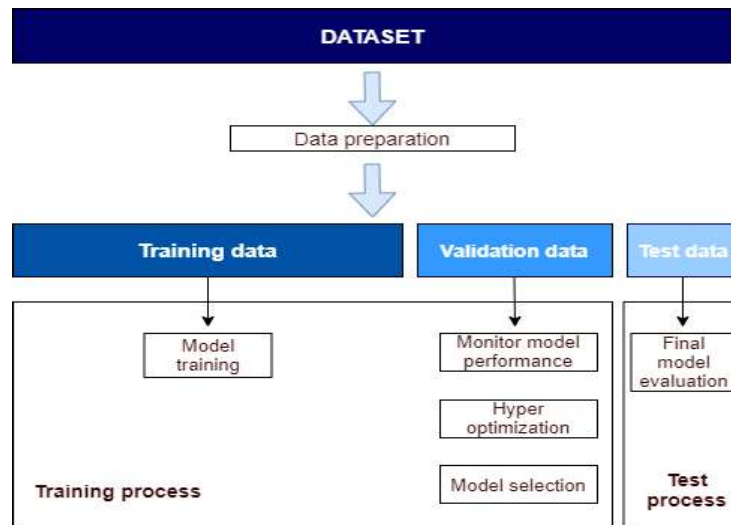 DATASET
Data preparation
Training data
Validation data
Test data
Model
training
Monitor model
performance
Final
model
evaluation
Hyper
optimization
Model selection
Training process
Test
process